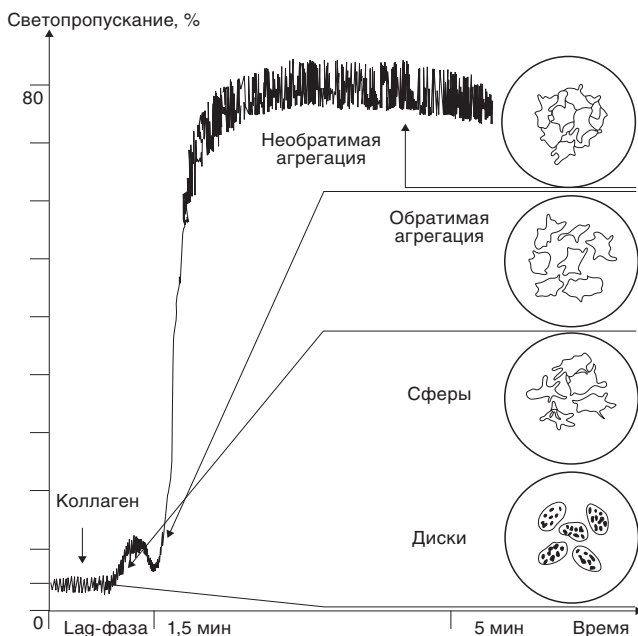 Светопропускание, %
80
Необратимая
агрегация
Обратимая
агрегация
Сферы
Коллаген
Диски
0
Lag-фаза
1,5 мин
5 мин
Время